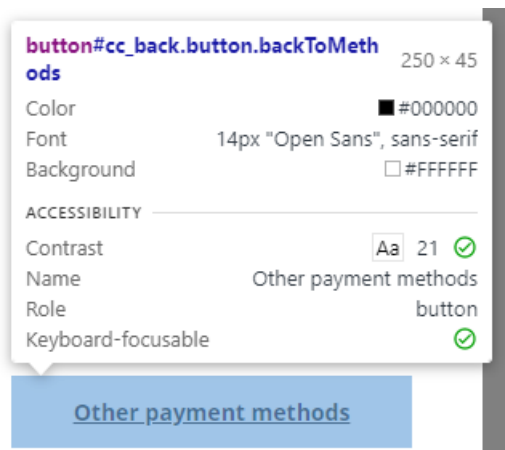 button#cc_back.button.backToMeth
ods
250 × 45
Color #000000
Font 14px "Open Sans", sans-serif
Background #FFFFFF
ACCESSIBILITY
Contrast Aa 21
Name Other payment methods
Role button
Keyboard-focusable
Other payment methods